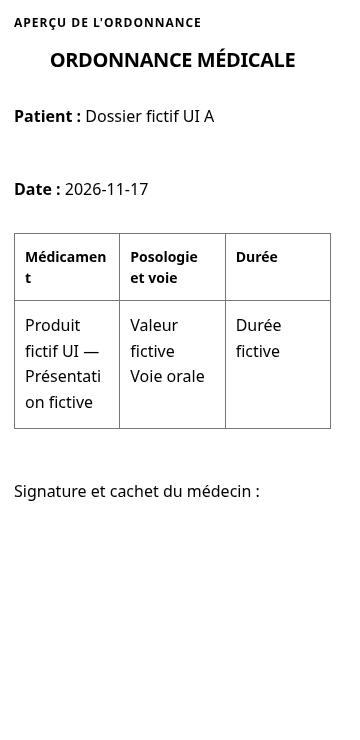 APERÇU DE L'ORDONNANCE
ORDONNANCE MÉDICALE
Patient : Dossier fictif UI A
Date : 2026-11-17
Médicamen
t
Posologie
et voie
Durée
Produit
fictif UI —
Présentati
on fictive
Valeur
fictive
Voie orale
Durée
fictive
Signature et cachet du médecin :